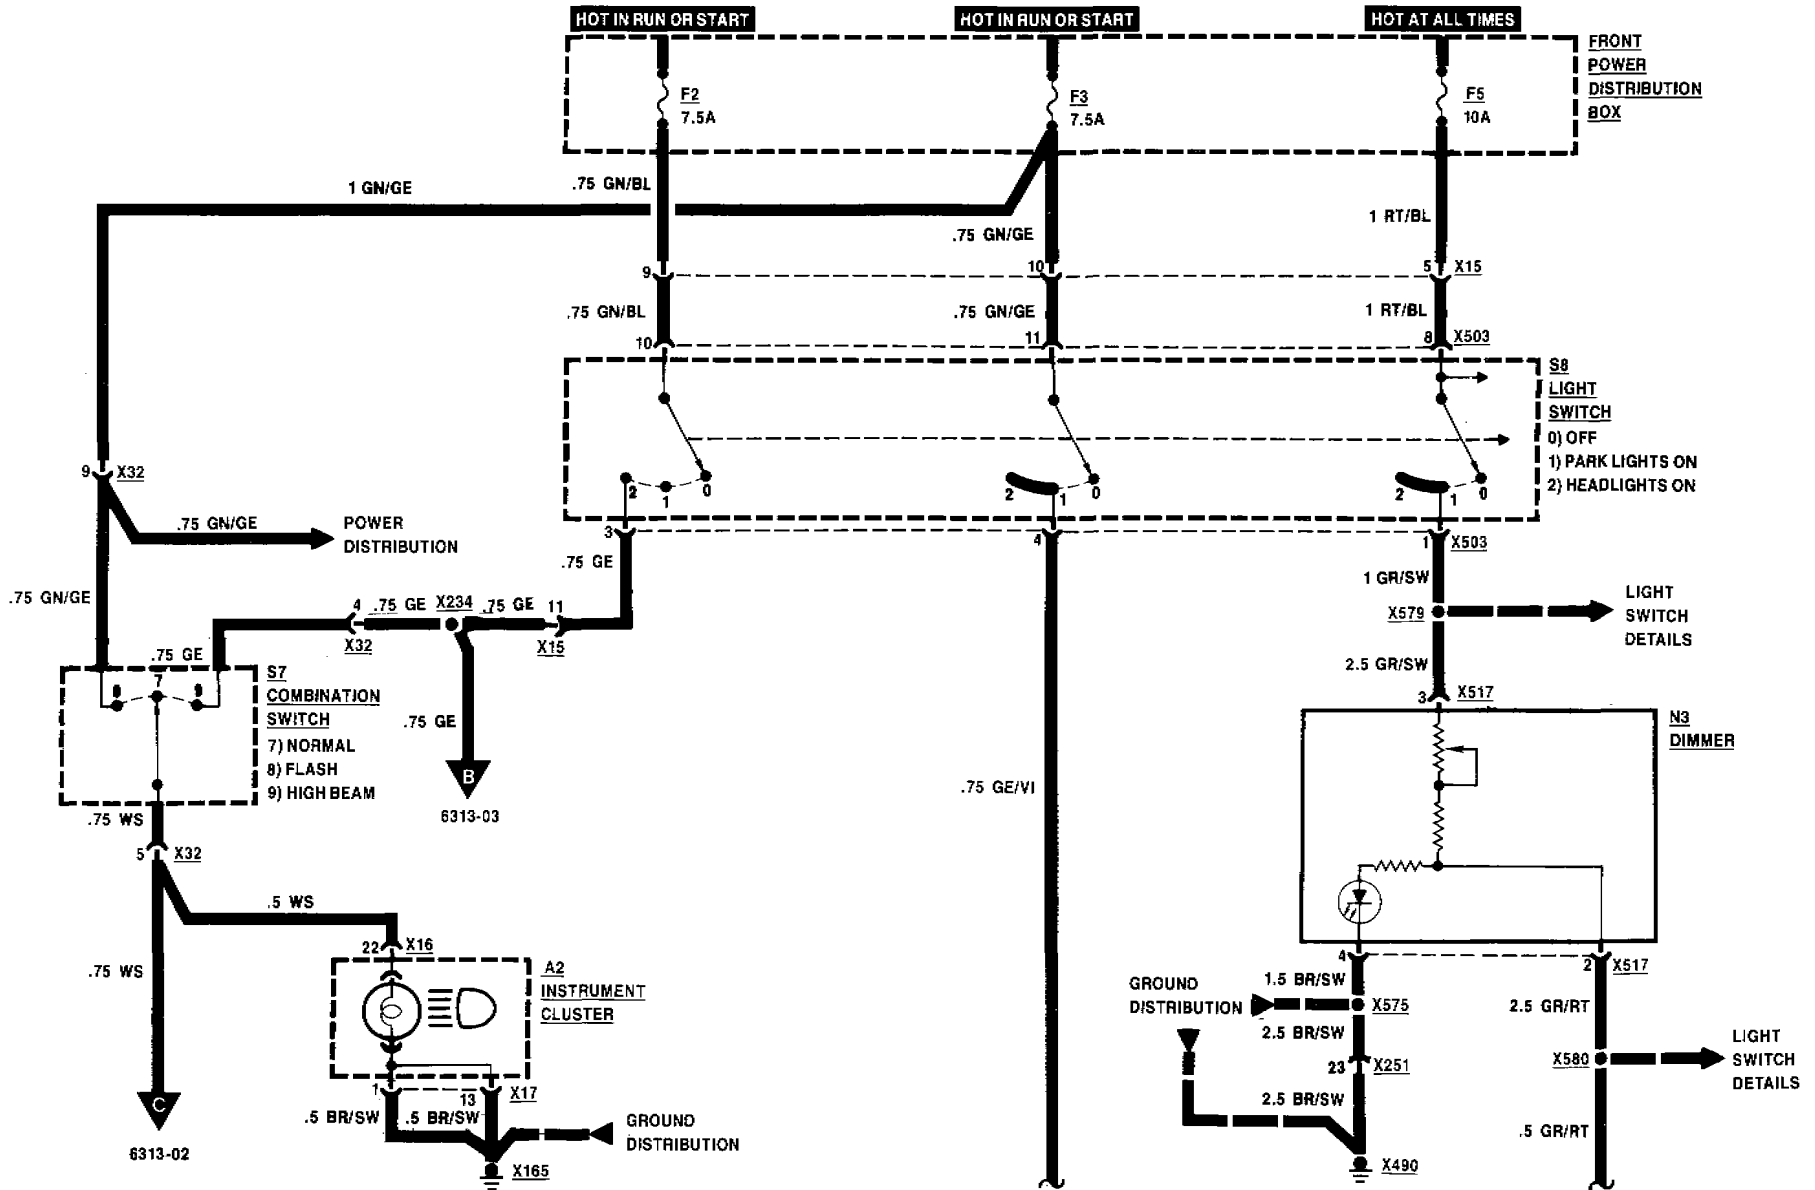 HOT IN RUN OR START
HOT IN RUN OR START
HOT AT ALL TIMES
FRONT
POWER
DISTRIBUTION
BOX
F2
7.5A
F3
7.5A
F5
10A
1 GN/GE
.75 GN/BL
.75 GN/GE
1 RT/BL
9
10
5
X15
.75 GN/BL
.75 GN/GE
1 RT/BL
10
11
8
X503
S8
LIGHT
SWITCH
0) OFF
1) PARK LIGHTS ON
2) HEADLIGHTS ON
2
1
0
2
1
0
2
1
0
9
X32
.75 GN/GE
POWER
DISTRIBUTION
3
4
1
X503
.75 GE
1 GR/SW
LIGHT
SWITCH
DETAILS
.75 GN/GE
4
.75 GE
X234
.75 GE
11
X579
X32
X15
.75 GE
2.5 GR/SW
7
8
9
S7
COMBINATION
SWITCH
7) NORMAL
8) FLASH
9) HIGH BEAM
3
X517
N3
DIMMER
.75 GE
B
6313-03
.75 GE/VI
.75 WS
5
X32
.5 WS
22
X16
A2
INSTRUMENT
CLUSTER
.75 WS
4
2
X517
GROUND
DISTRIBUTION
1.5 BR/SW
X575
2.5 BR/SW
2.5 GR/RT
LIGHT
SWITCH
DETAILS
X580
23
X251
1
13
X17
.5 BR/SW
.5 BR/SW
2.5 BR/SW
C
6313-02
GROUND
DISTRIBUTION
.5 GR/RT
X165
X490